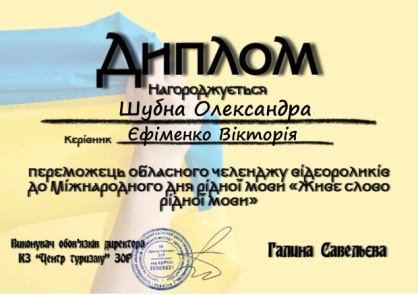 Диплом
Нагороджується
Шубна Олександра
Керівник Єфіменко Вікторія
переможець обласного челенджу відеороликів
до Міжнародного дня рідної мови «Живе слово
рідної мови»
Виконувач обов'язків директора
КЗ "Центр туризму" ЗОР
Галина Савельєва